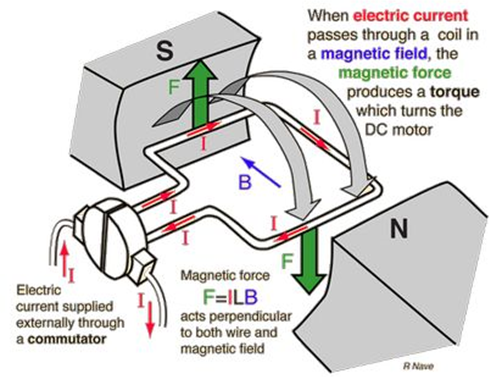 When electric current
passes through a coil in
a magnetic field, the
magnetic force
produces a torque
which turns the
DC motor
S
F
I
I
B
I
I
I
F
N
I
I
Electric
current supplied
externally through
a commutator
Magnetic force
F=ILB
acts perpendicular
to both wire and
magnetic field
R Nave